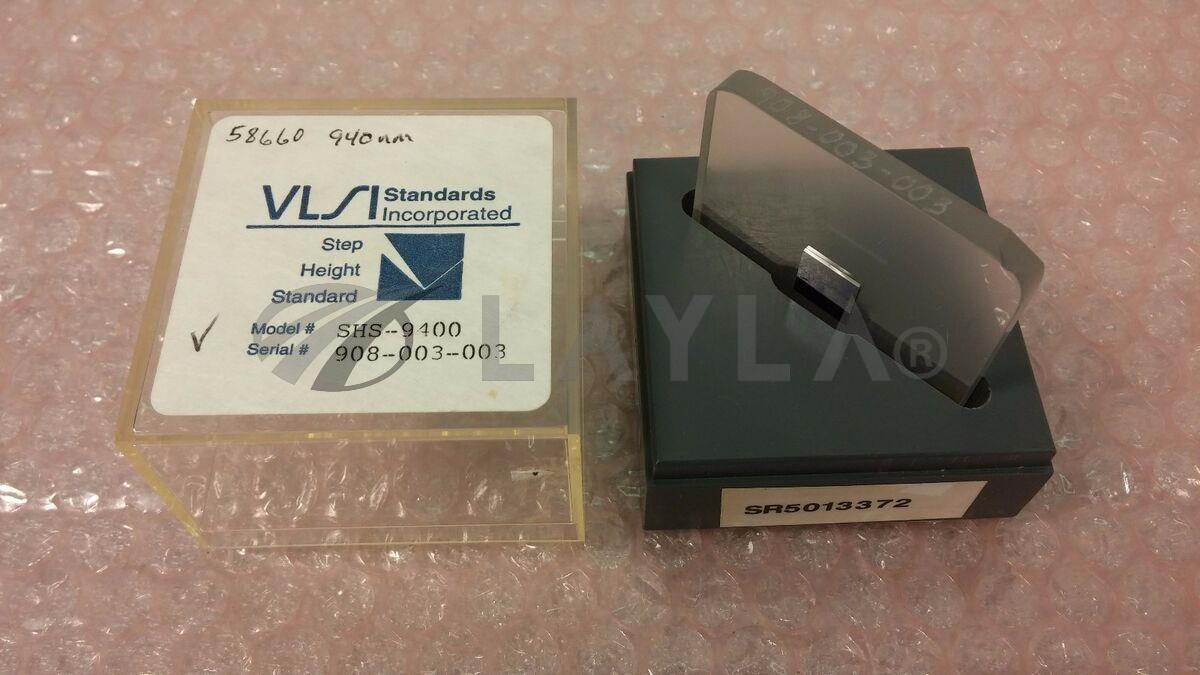 58660 940nm
VLSI Standards
Incorporated
Step
Height
Standard
Model # SHS--9400
Serial # 908--003--003
908-003-003
SR5013372
LAYLA®